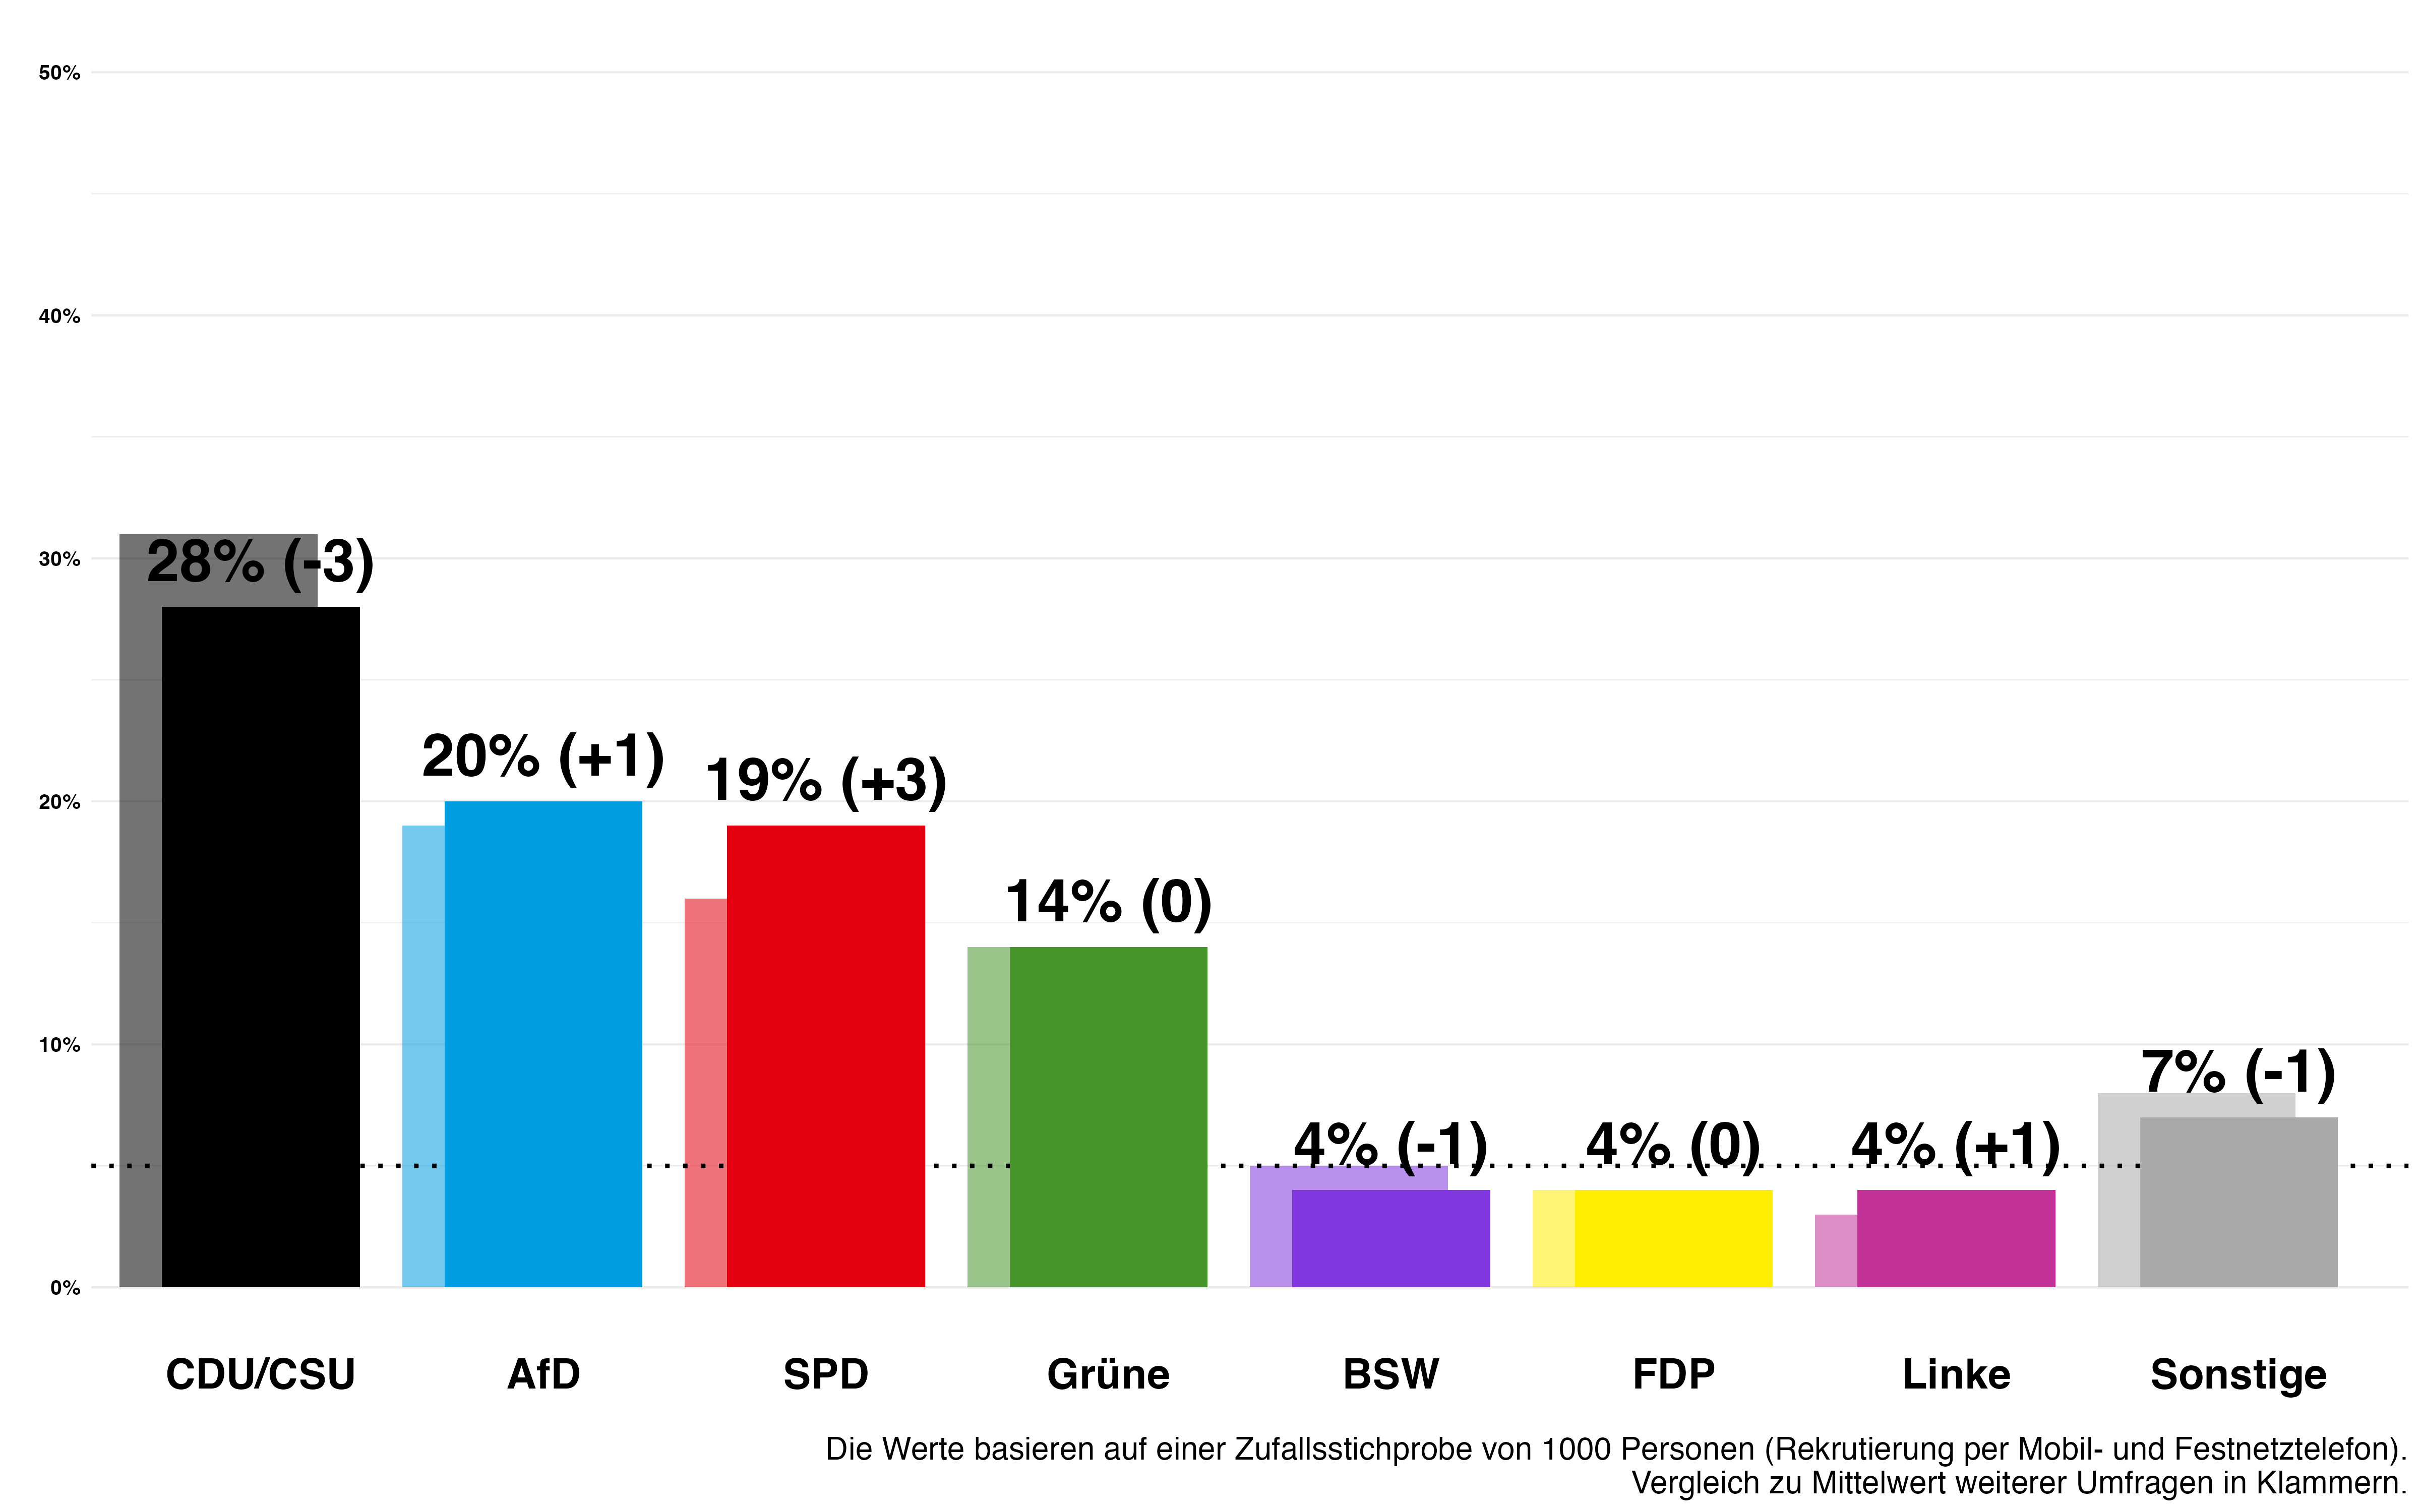 50%
40%
30%
20%
10%
0%
28% (-3)
20% (+1)
19% (+3)
14% (0)
4% (-1)
4% (0)
4% (+1)
7% (-1)
CDU/CSU
AfD
SPD
Grüne
BSW
FDP
Linke
Sonstige
Die Werte basieren auf einer Zufallsstichprobe von 1000 Personen (Rekrutierung per Mobil- und Festnetztelefon).
Vergleich zu Mittelwert weiterer Umfragen in Klammern.